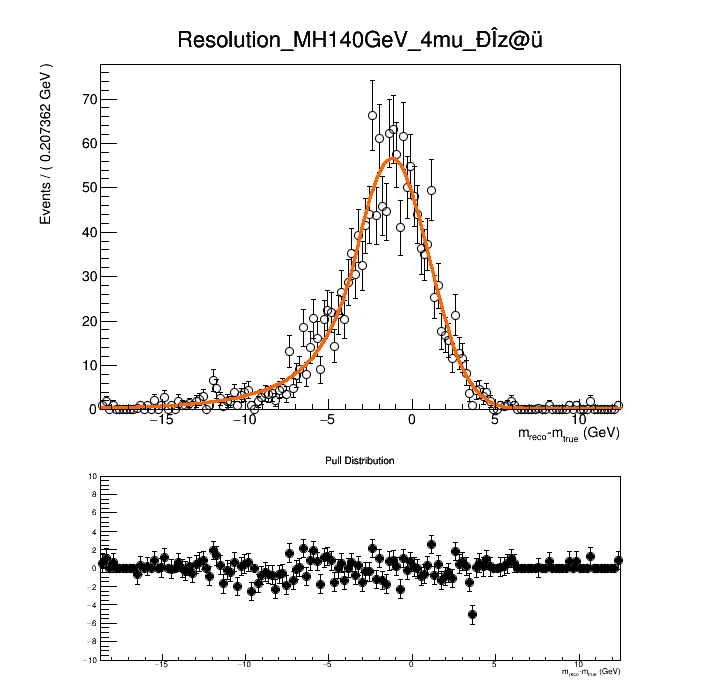 Resolution_MH140GeV_4mu_ÐÎz@ü
Events / ( 0.207362 GeV )
70
60
50
40
30
20
10
0
−15 −10 −5 0 5 10
m_reco-m_true (GeV)
Pull Distribution
10
8
6
4
2
0
−2
−4
−6
−8
−10
−15 −10 −5 0 5 10
m_reco-m_true (GeV)